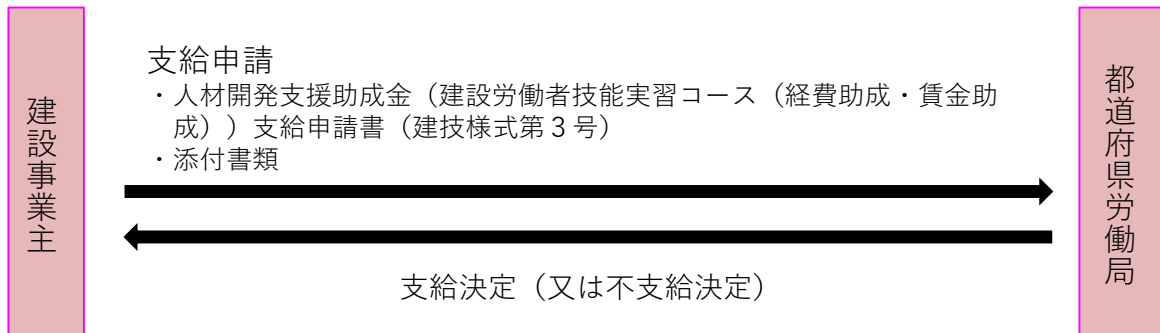 建設事業主
支給申請
・人材開発支援助成金（建設労働者技能実習コース（経費助成・賃金助
成））支給申請書（建技様式第３号）
・添付書類
支給決定（又は不支給決定）
都道府県労働局